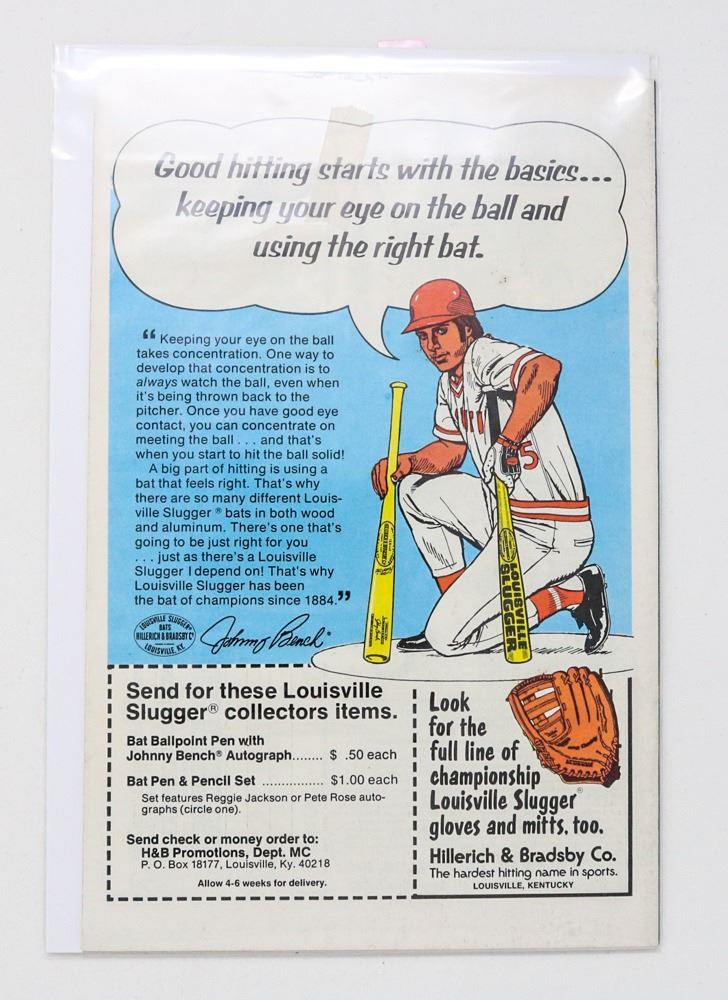 Good hitting starts with the basics...
keeping your eye on the ball and
using the right bat.
“ Keeping your eye on the ball
takes concentration. One way to
develop that concentration is to
always watch the ball, even when
it's being thrown back to the
pitcher. Once you have good eye
contact, you can concentrate on
meeting the ball . . . and that's
when you start to hit the ball solid!
A big part of hitting is using a
bat that feels right. That's why
there are so many different Louis-
ville Slugger ® bats in both wood
and aluminum. There's one that's
going to be just right for you
. . . just as there's a Louisville
Slugger I depend on! That's why
Louisville Slugger has been
the bat of champions since 1884.”
LOUISVILLE SLUGGER
BATS
HILLERICH & BRADSBY Co
LOUISVILLE, KY.
Johnny Bench®
5
LOUISVILLE
SLUGGER
Send for these Louisville
Slugger® collectors items.
Bat Ballpoint Pen with
Johnny Bench® Autograph........ $ .50 each
Bat Pen & Pencil Set ................ $1.00 each
Set features Reggie Jackson or Pete Rose auto-
graphs (circle one).
Send check or money order to:
H&B Promotions, Dept. MC
P. O. Box 18177, Louisville, Ky. 40218
Allow 4-6 weeks for delivery.
Look
for the
full line of
championship
Louisville Slugger®
gloves and mitts, too.
Hillerich & Bradsby Co.
The hardest hitting name in sports.
LOUISVILLE, KENTUCKY